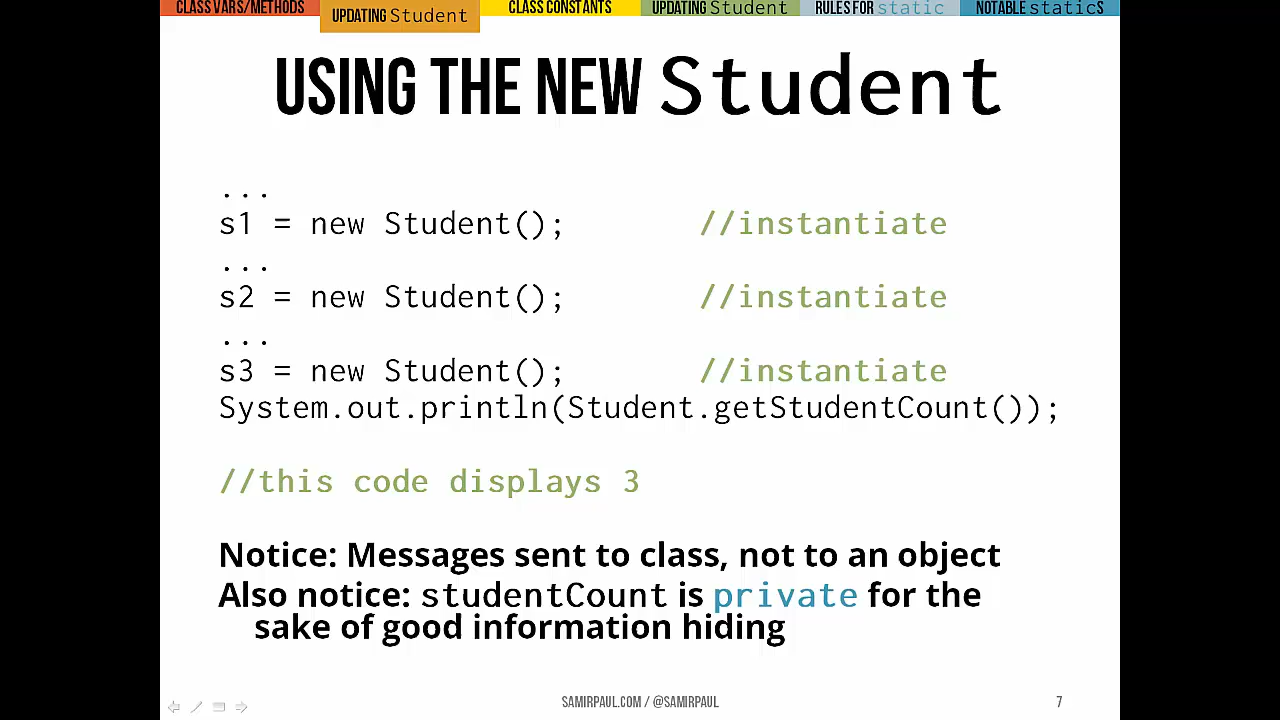 CLASS VARS/METHODS UPDATING Student CLASS CONSTANTS UPDATING Student RULES FOR static NOTABLE staticS
USING THE NEW Student
...
s1 = new Student(); //instantiate
...
s2 = new Student(); //instantiate
...
s3 = new Student(); //instantiate
System.out.println(Student.getStudentCount());
//this code displays 3
Notice: Messages sent to class, not to an object
Also notice: studentCount is private for the
sake of good information hiding
SAMIRPAUL.COM / @SAMIRPAUL 7